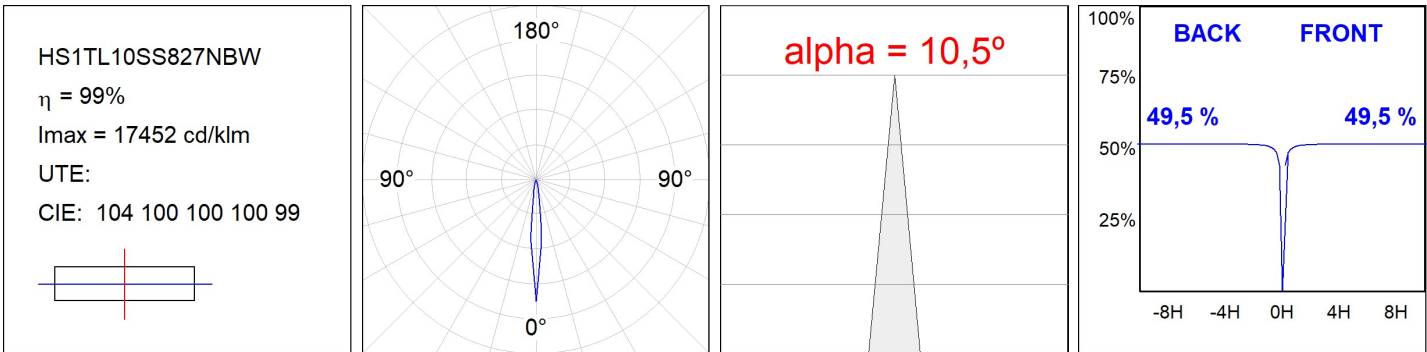 HS1TL10SS827NBW
η = 99%
Imax = 17452 cd/klm
UTE:
CIE: 104 100 100 100 99
180°
90° 90°
0°
alpha = 10,5º
100%
BACK FRONT
75%
49,5 % 49,5 %
50%
25%
-8H -4H 0H 4H 8H